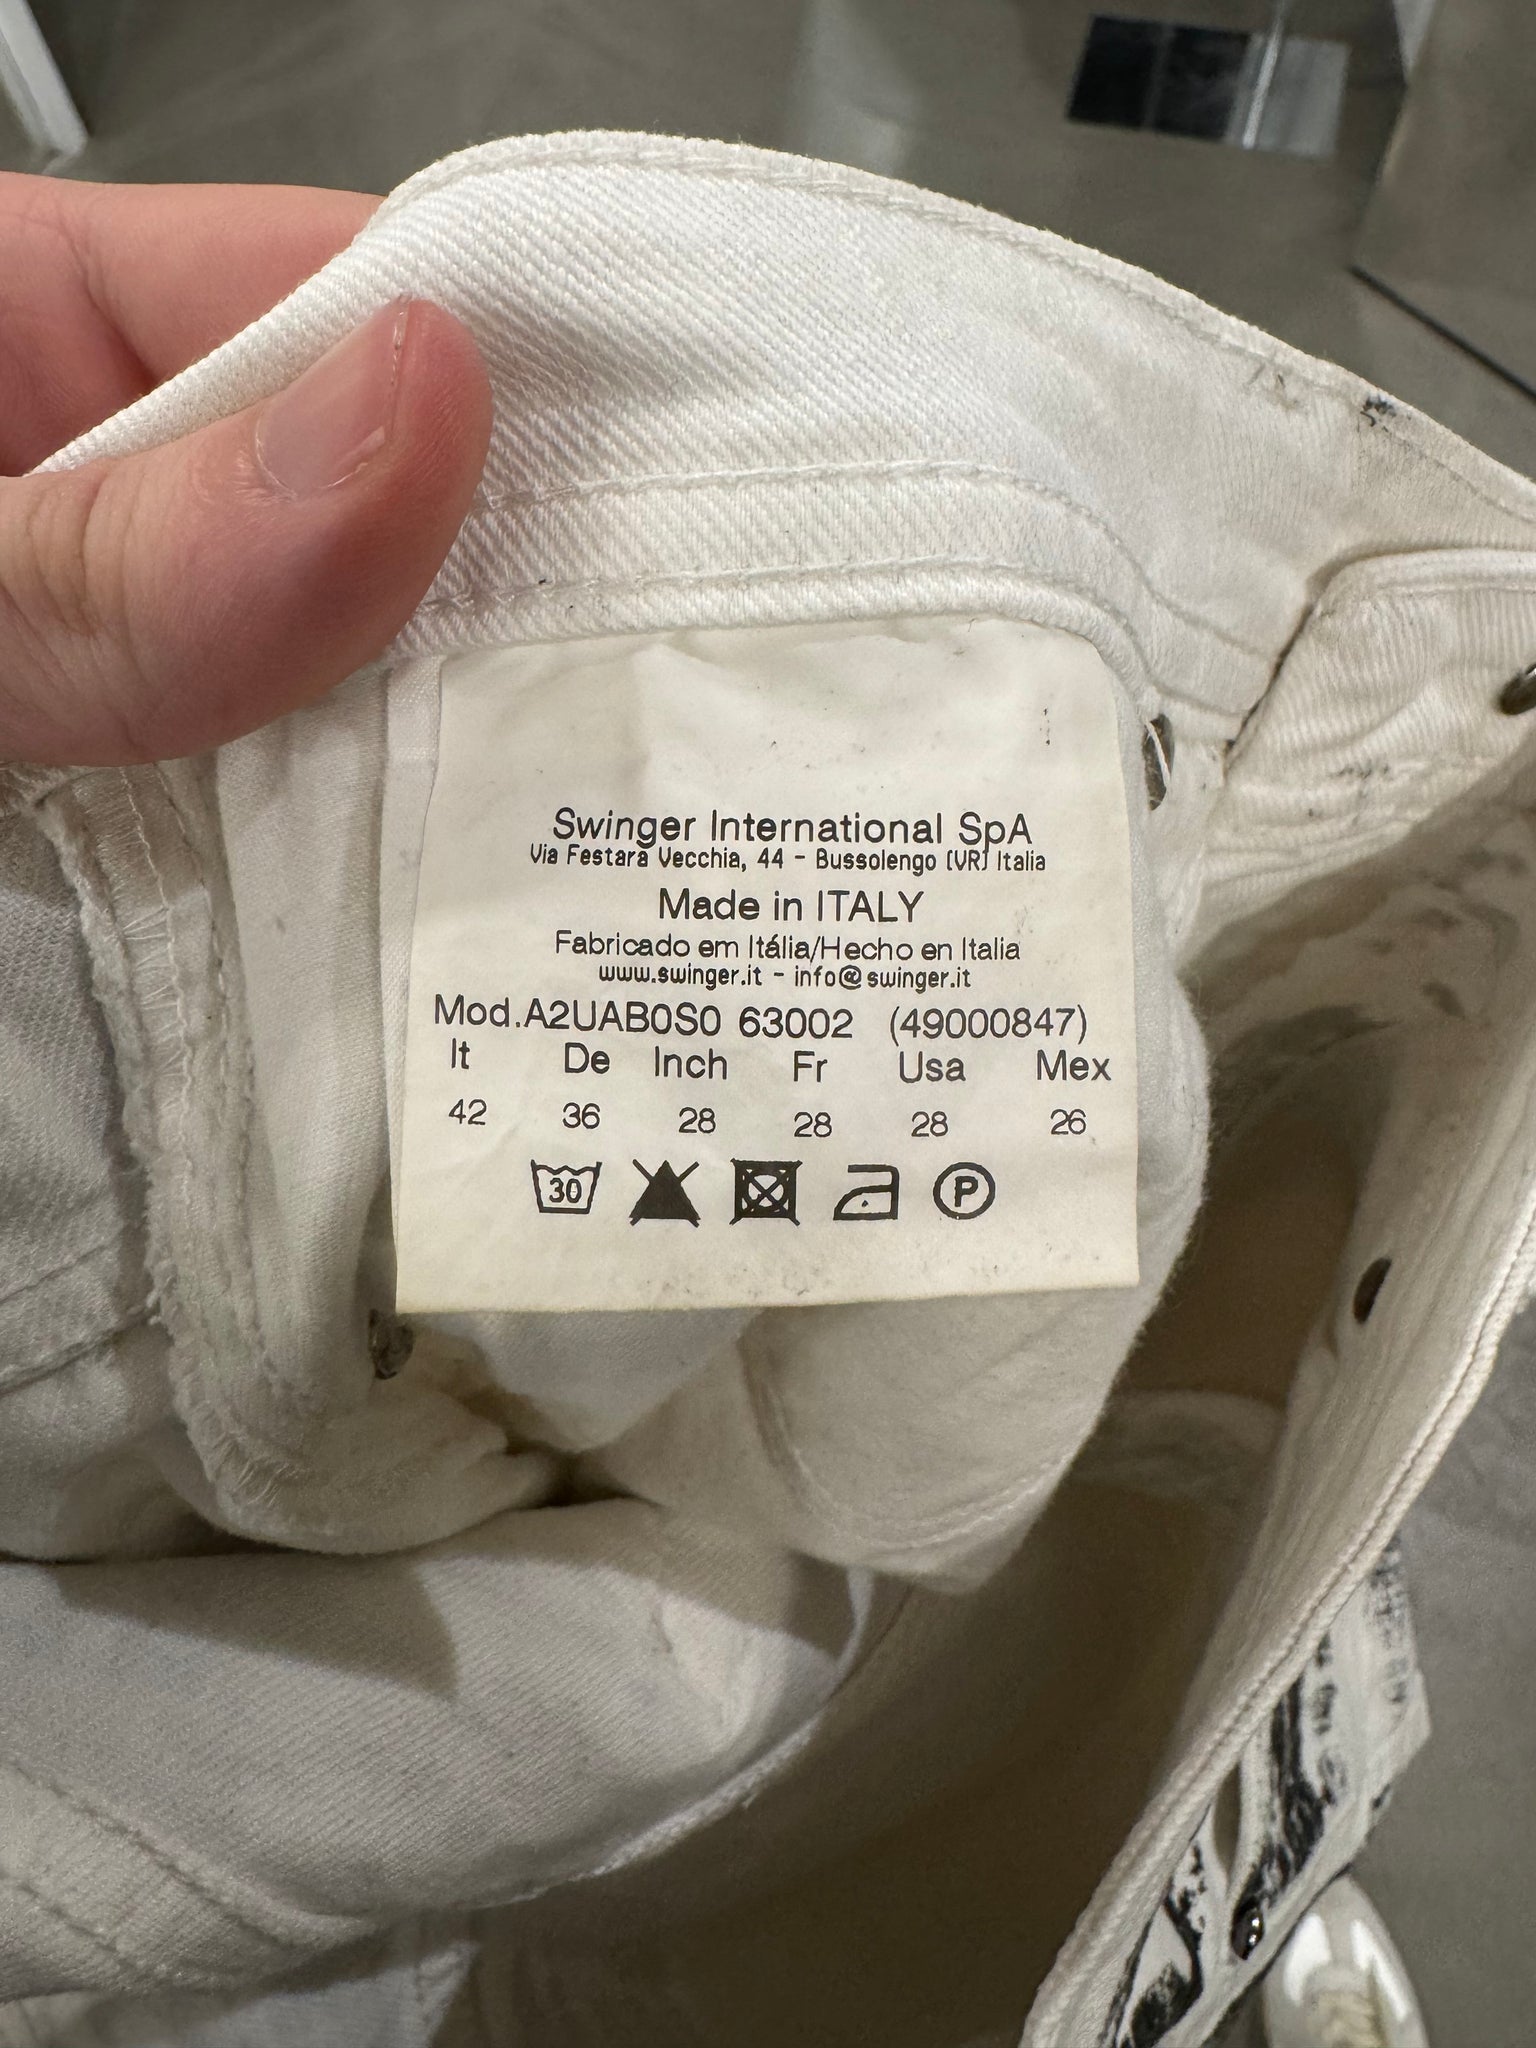 Swinger International SpA
Via Festara Vecchia, 44 - Bussolengo (VR) Italia
Made in ITALY
Fabricado em Itália/Hecho en Italia
www.swinger.it - info@swinger.it
Mod.A2UAB0S0 63002 (49000847)
It De Inch Fr Usa Mex
42 36 28 28 28 26
30 P